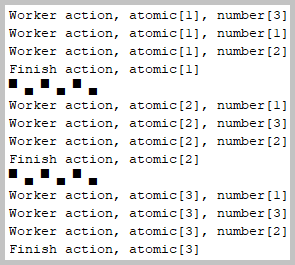 Worker action, atomic[1], number[3]
Worker action, atomic[1], number[1]
Worker action, atomic[1], number[2]
Finish action, atomic[1]
▀ ▄ ▀ ▄ ▀ ▄
Worker action, atomic[2], number[1]
Worker action, atomic[2], number[3]
Worker action, atomic[2], number[2]
Finish action, atomic[2]
▀ ▄ ▀ ▄ ▀ ▄
Worker action, atomic[3], number[1]
Worker action, atomic[3], number[3]
Worker action, atomic[3], number[2]
Finish action, atomic[3]